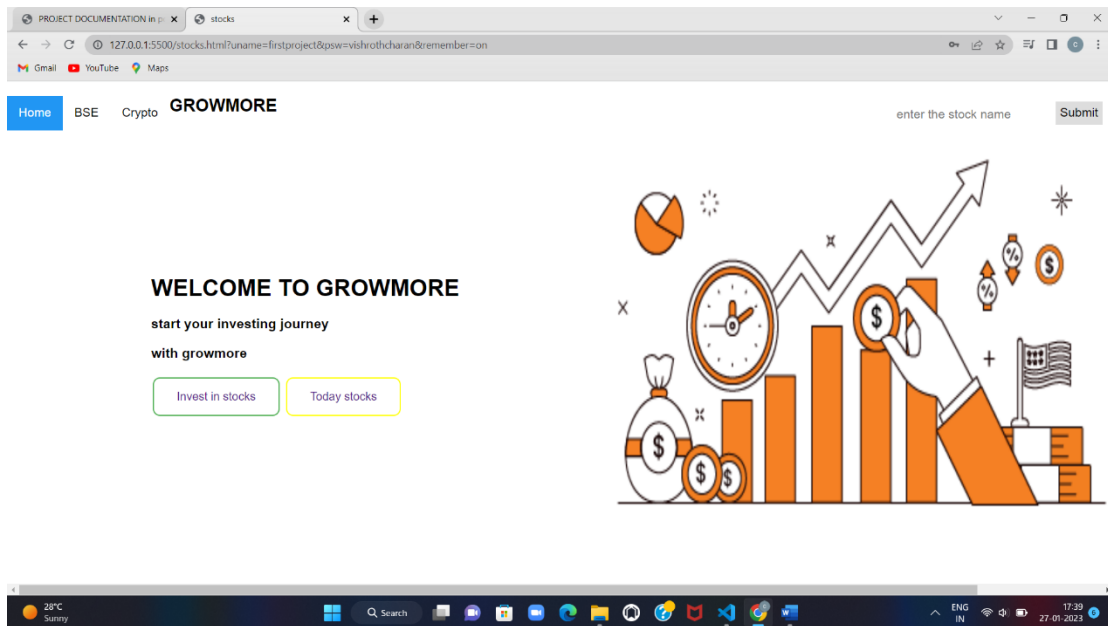 PROJECT DOCUMENTATION in p
stocks
127.0.0.1:5500/stocks.html?uname=firstproject&psw=vishrothcharan&remember=on
C
Gmail
YouTube
Maps
Home
BSE
Crypto
GROWMORE
enter the stock name
Submit
WELCOME TO GROWMORE
start your investing journey
with growmore
Invest in stocks
Today stocks
%
$
%
$
$
$
$
28°C
Sunny
Search
ENG
IN
17:39
27-01-2023
6